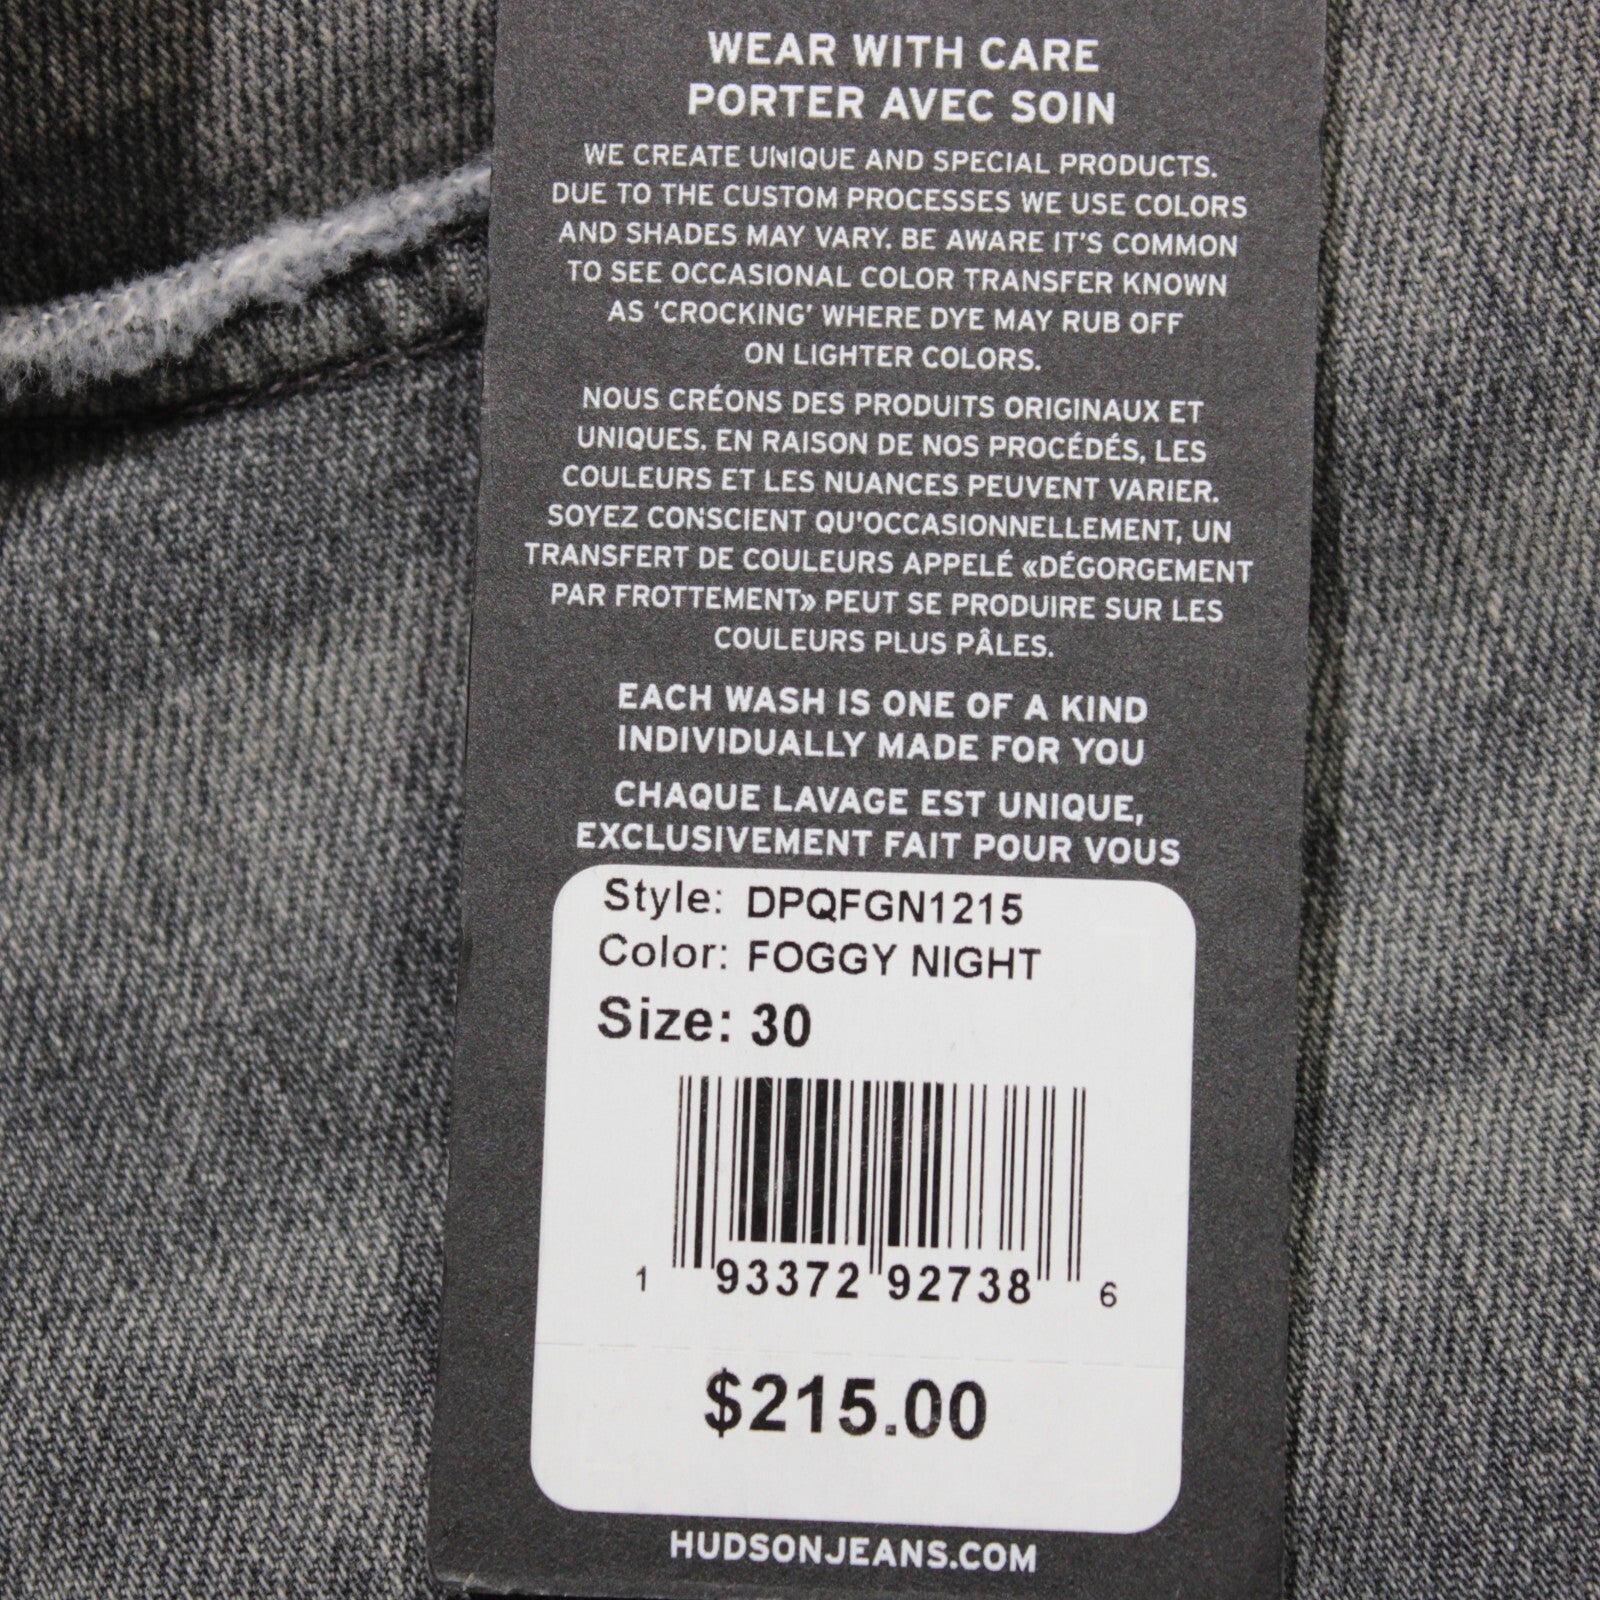 WEAR WITH CARE
PORTER AVEC SOIN
WE CREATE UNIQUE AND SPECIAL PRODUCTS.
DUE TO THE CUSTOM PROCESSES WE USE COLORS
AND SHADES MAY VARY. BE AWARE IT'S COMMON
TO SEE OCCASIONAL COLOR TRANSFER KNOWN
AS 'CROCKING' WHERE DYE MAY RUB OFF
ON LIGHTER COLORS.
NOUS CRÉONS DES PRODUITS ORIGINAUX ET
UNIQUES. EN RAISON DE NOS PROCÉDÉS, LES
COULEURS ET LES NUANCES PEUVENT VARIER.
SOYEZ CONSCIENT QU'OCCASIONNELLEMENT, UN
TRANSFERT DE COULEURS APPELÉ «DÉGORGEMENT
PAR FROTTEMENT» PEUT SE PRODUIRE SUR LES
COULEURS PLUS PÂLES.
EACH WASH IS ONE OF A KIND
INDIVIDUALLY MADE FOR YOU
CHAQUE LAVAGE EST UNIQUE,
EXCLUSIVEMENT FAIT POUR VOUS
Style: DPQFGN1215
Color: FOGGY NIGHT
Size: 30
1 93372 92738 6
$215.00
HUDSONJEANS.COM